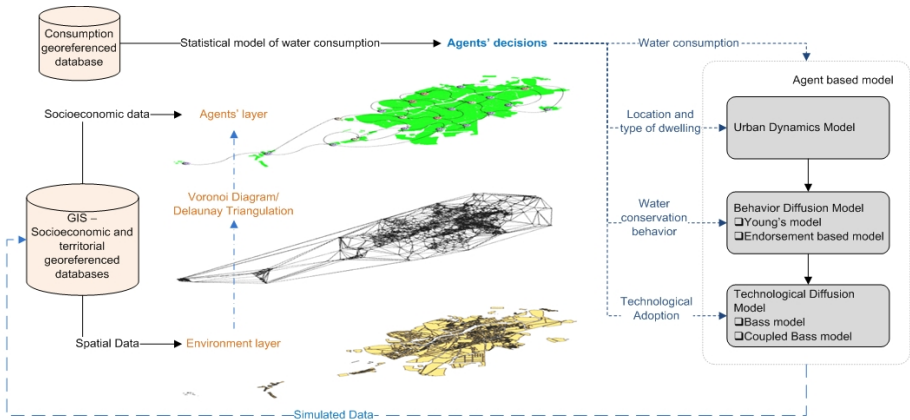 Consumption
georeferenced
database
Statistical model of water consumption
Agents' decisions
Water consumption
Agent based model
Socioeconomic data
Agents' layer
Location and
type of dwelling
Urban Dynamics Model
Voronoi Diagram/
Delaunay Triangulation
GIS –
Socioeconomic and
territorial
georeferenced
databases
Water
conservation
behavior
Behavior Diffusion Model
❑Young's model
❑Endorsement based model
Technological
Adoption
Technological Diffusion
Model
❑Bass model
❑Coupled Bass model
Spatial Data
Environment layer
Simulated Data